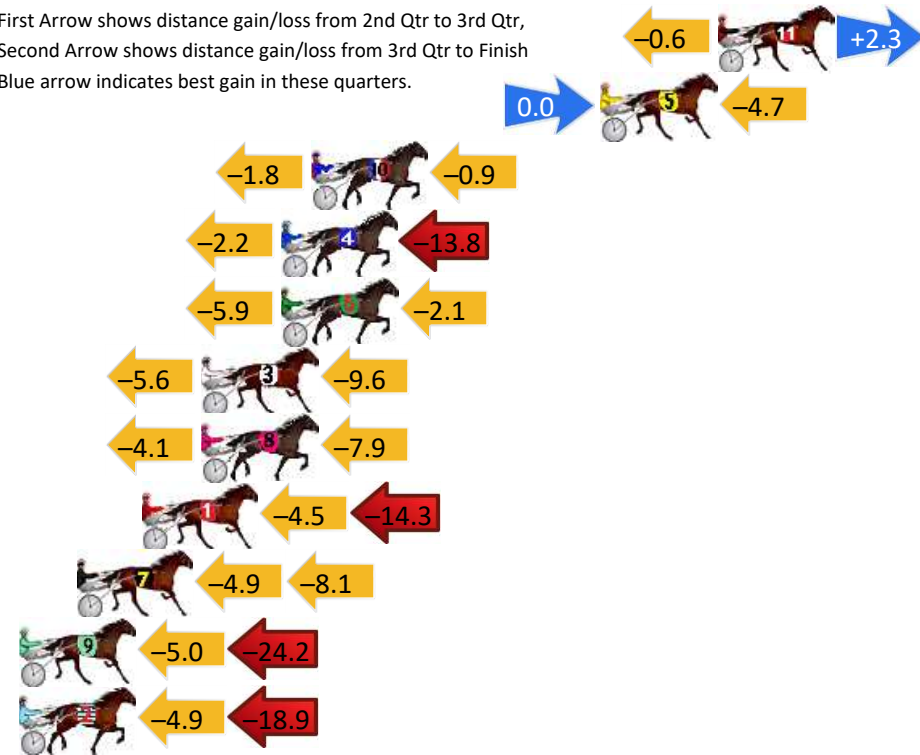 First Arrow shows distance gain/loss from 2nd Qtr to 3rd Qtr,
Second Arrow shows distance gain/loss from 3rd Qtr to Finish
Blue arrow indicates best gain in these quarters.
–0.6 11 +2.3
0.0 5 –4.7
–1.8 10 –0.9
–2.2 4 –13.8
–5.9 6 –2.1
–5.6 3 –9.6
–4.1 8 –7.9
1 –4.5 –14.3
7 –4.9 –8.1
9 –5.0 –24.2
2 –4.9 –18.9